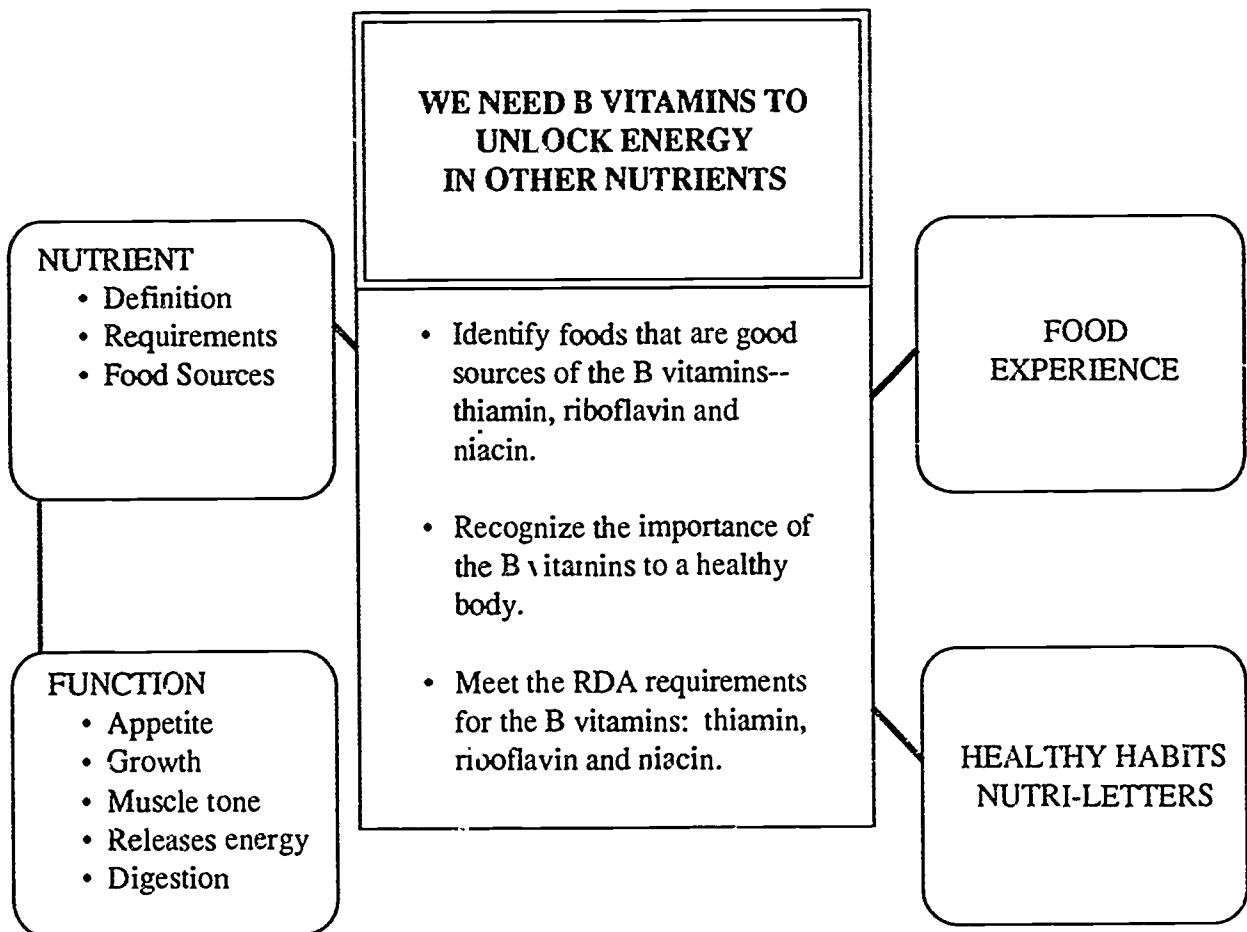 WE NEED B VITAMINS TO
UNLOCK ENERGY
IN OTHER NUTRIENTS
NUTRIENT
• Definition
• Requirements
• Food Sources
FUNCTION
• Appetite
• Growth
• Muscle tone
• Releases energy
• Digestion
• Identify foods that are good
sources of the B vitamins--
thiamin, riboflavin and
niacin.
• Recognize the importance of
the B vitamins to a healthy
body.
• Meet the RDA requirements
for the B vitamins: thiamin,
riboflavin and niacin.
FOOD
EXPERIENCE
HEALTHY HABITS
NUTRI-LETTERS